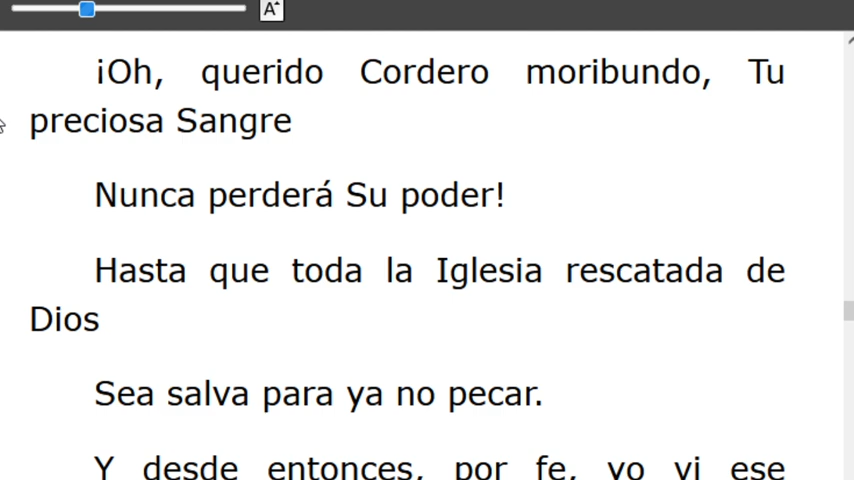 A
¡Oh, querido Cordero moribundo, Tu
preciosa Sangre
Nunca perderá Su poder!
Hasta que toda la Iglesia rescatada de
Dios
Sea salva para ya no pecar.
Y desde entonces, por fe, yo vi ese